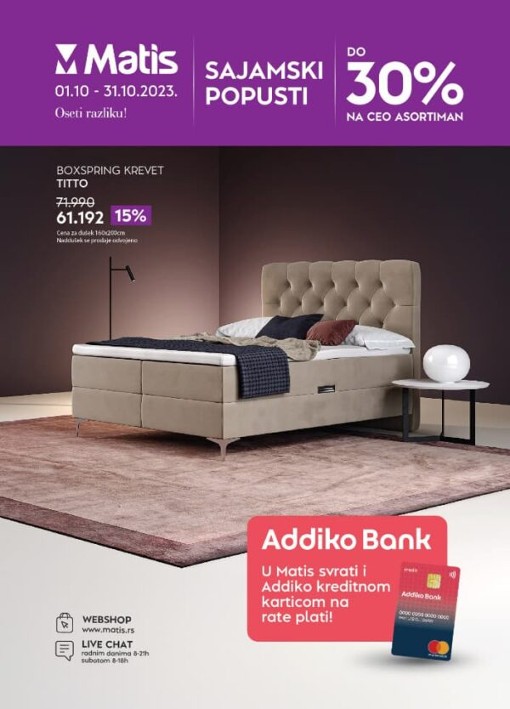 Matis
01.10 - 31.10.2023.
Oseti razliku!
SAJAMSKI
POPUSTI
DO
30%
NA CEO ASORTIMAN
BOXSPRING KREVET
TITTO
71.990
61.192 15%
Cena za dušek 160x200cm
Naddušek se prodaje odvojeno
Addiko Bank
U Matis svrati i
Addiko kreditnom
karticom na
rate plati!
Addiko Bank
WEBSHOP
www.matis.rs
LIVE CHAT
radnim danima 8-21h
subotom 8-18h